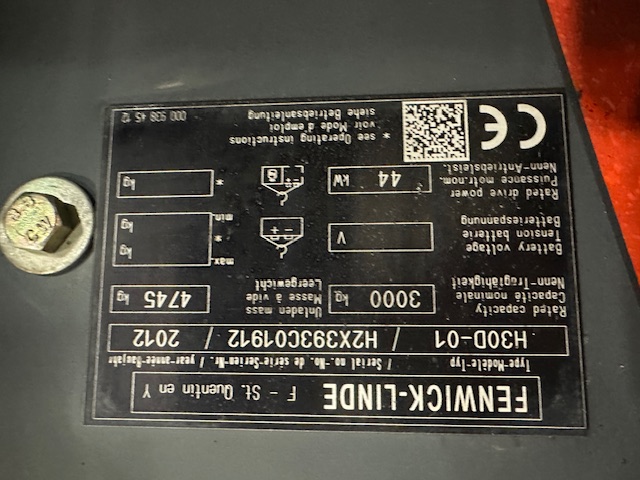 FENWICK-LINDE F - St. Quentin en Y
Type-Modèle-Typ / Serial no.-No. de série-Serien-Nr. / year-année-Baujahr
H30D-01 / H2X393C01912 / 2012
Rated capacity
Capacité nominale
Nenn-Tragfähigkeit
3000 kg
Unladen mass
Masse à vide
Leergewicht
4745 kg
Battery voltage
Tension batterie
Batteriespannung
V
max
*
min
kg
kg
Rated drive power
Puissance motr.nom.
Nenn-Antriebsleist.
44 kW
*
kg
CE
* see Operating instructions
voir Mode d'emploi
siehe Betriebsanleitung
000 938 45 12